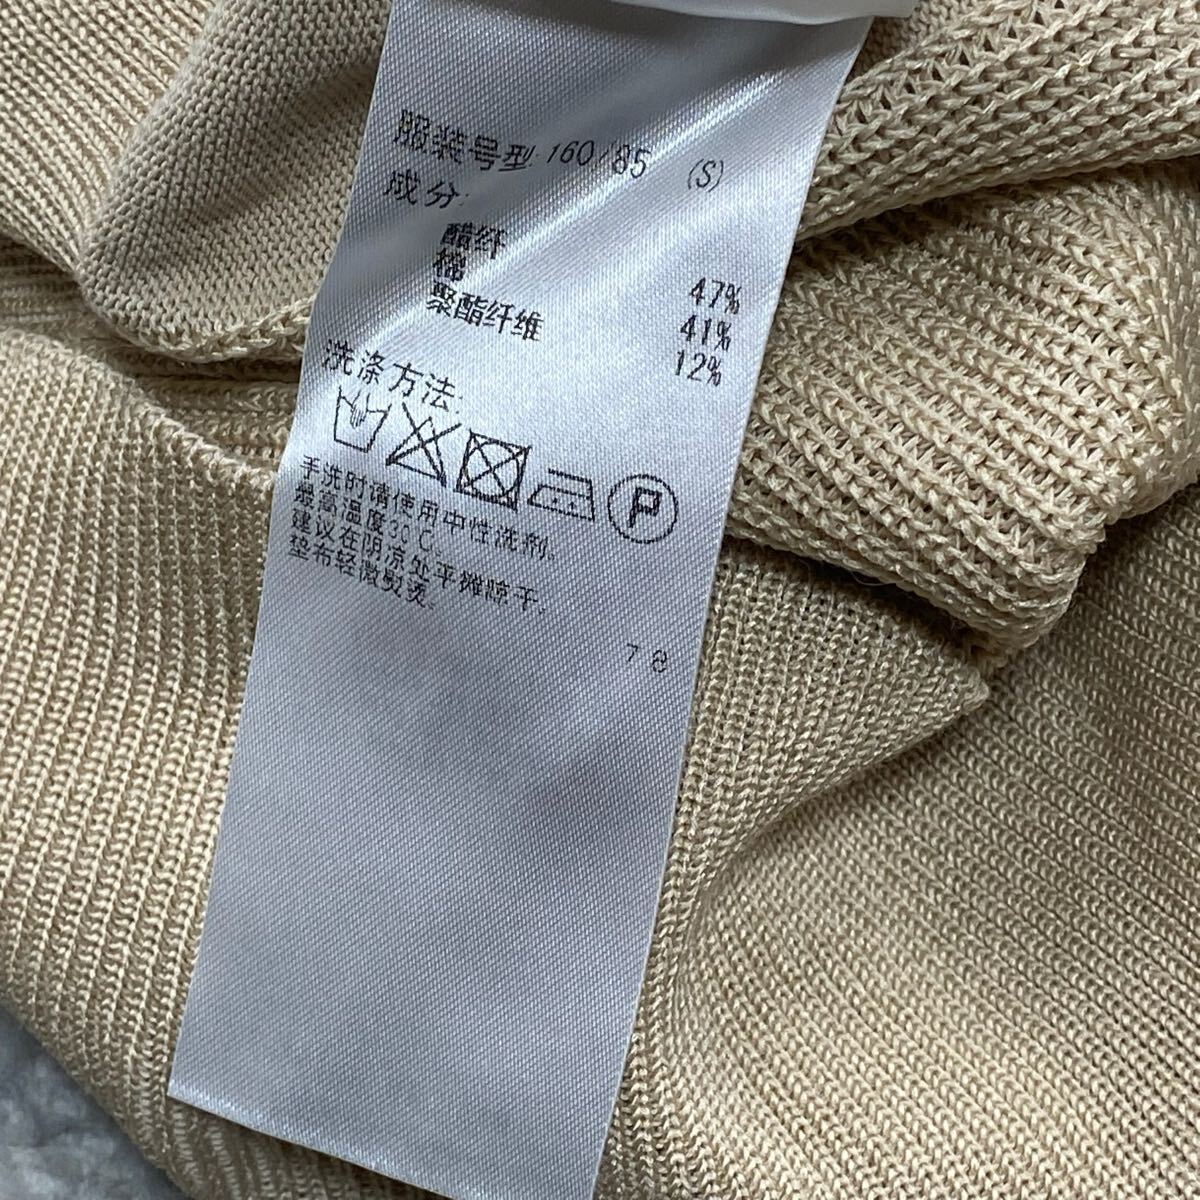 服装号型:160/85 (S)
成分:
醋纤 47%
棉 41%
聚酯纤维 12%
洗涤方法:
P
手洗时请使用中性洗剂。
最高温度30℃。
建议在阴凉处平摊晾干。
垫布轻微熨烫。
78